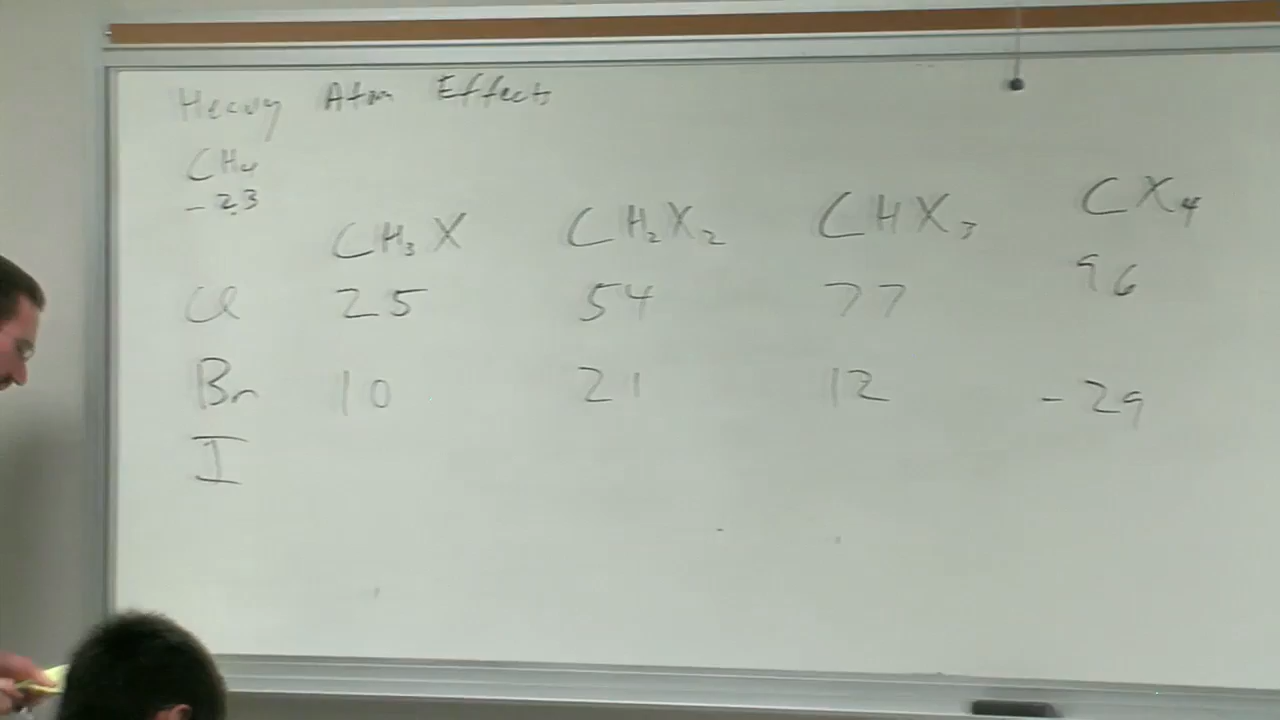 Heavy Atom Effects
CH₄
-2.3
CH₃X CH₂X₂ CHX₃ CX₄
Cl 25 54 77 96
Br 10 21 12 -29
I